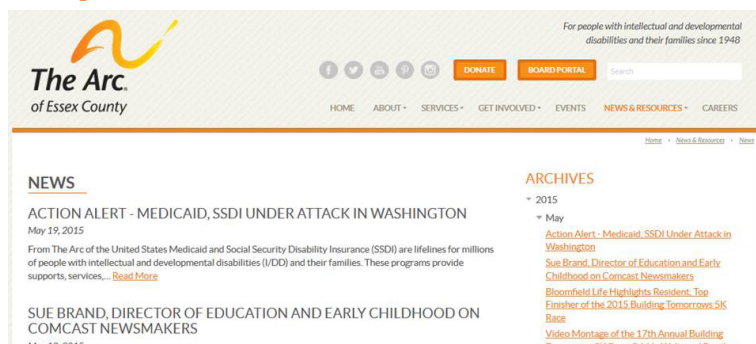 For people with intellectual and developmental
disabilities and their families since 1948
The Arc.
of Essex County
DONATE
BOARD PORTAL
Search
HOME ABOUT SERVICES GET INVOLVED EVENTS NEWS & RESOURCES CAREERS
Home › News & Resources › News
NEWS
ACTION ALERT - MEDICAID, SSDI UNDER ATTACK IN WASHINGTON
May 19, 2015
From The Arc of the United States Medicaid and Social Security Disability Insurance (SSDI) are lifelines for millions
of people with intellectual and developmental disabilities (I/DD) and their families. These programs provide
supports, services,... Read More
SUE BRAND, DIRECTOR OF EDUCATION AND EARLY CHILDHOOD ON
COMCAST NEWSMAKERS
ARCHIVES
2015
May
Action Alert - Medicaid, SSDI Under Attack in
Washington
Sue Brand, Director of Education and Early
Childhood on Comcast Newsmakers
Bloomfield Life Highlights Resident, Top
Finisher of the 2015 Building Tomorrows 5K
Race
Video Montage of the 17th Annual Building